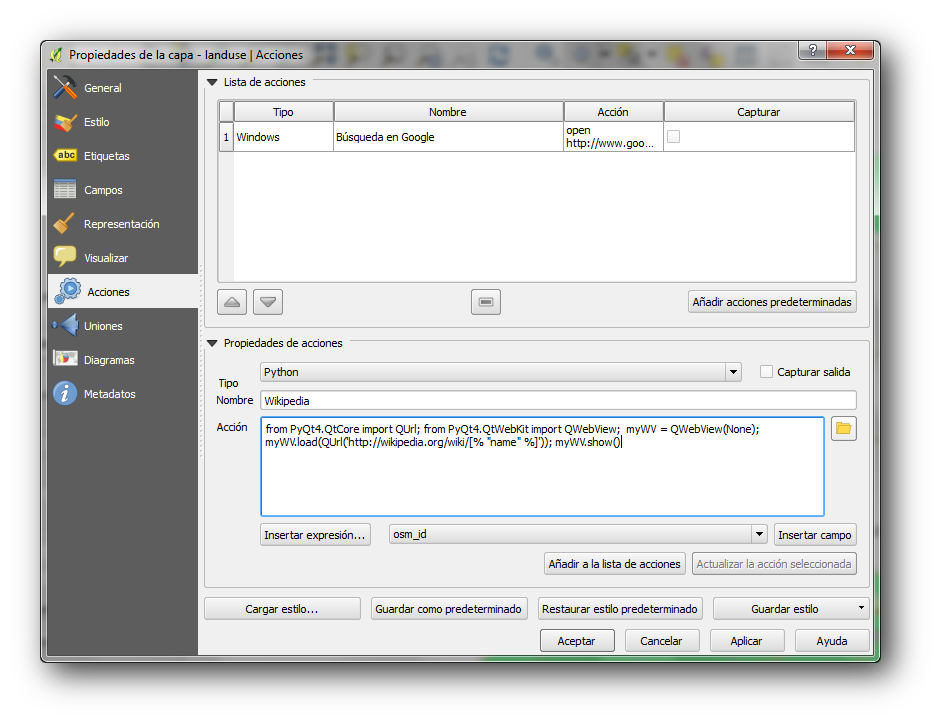 Propiedades de la capa - landuse | Acciones
General
Estilo
abc Etiquetas
Campos
Representación
Visualizar
Acciones
Uniones
Diagramas
Metadatos
Lista de acciones
Tipo Nombre Acción Capturar
1 Windows Búsqueda en Google open
http://www.goo...
Añadir acciones predeterminadas
Propiedades de acciones
Tipo Python Capturar salida
Nombre Wikipedia
Acción from PyQt4.QtCore import QUrl; from PyQt4.QtWebKit import QWebView; myWV = QWebView(None);
myWV.load(QUrl('http://wikipedia.org/wiki/[% "name" %]')); myWV.show()
Insertar expresión... osm_id Insertar campo
Añadir a la lista de acciones Actualizar la acción seleccionada
Cargar estilo... Guardar como predeterminado Restaurar estilo predeterminado Guardar estilo
Aceptar Cancelar Aplicar Ayuda